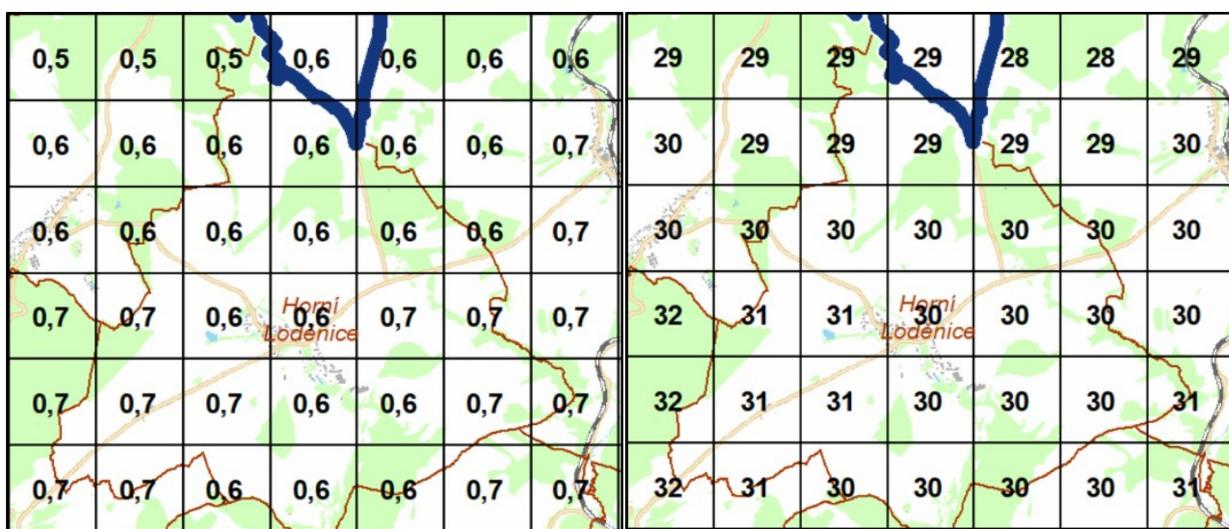 0,5 0,5 0,5 0,6 0,6 0,6 0,6
0,6 0,6 0,6 0,6 0,6 0,6 0,7
0,6 0,6 0,6 0,6 0,6 0,6 0,7
0,7 0,7 0,6 0,6 0,7 0,7 0,7
Horní
Loděnice
0,7 0,7 0,7 0,6 0,6 0,7 0,7
0,7 0,7 0,6 0,6 0,6 0,7 0,7
29 29 29 29 28 28 29
30 29 29 29 29 29 30
30 30 30 30 30 30 30
32 31 31 30 30 30 30
Horní
Loděnice
32 31 31 30 30 30 31
32 31 30 30 30 30 31